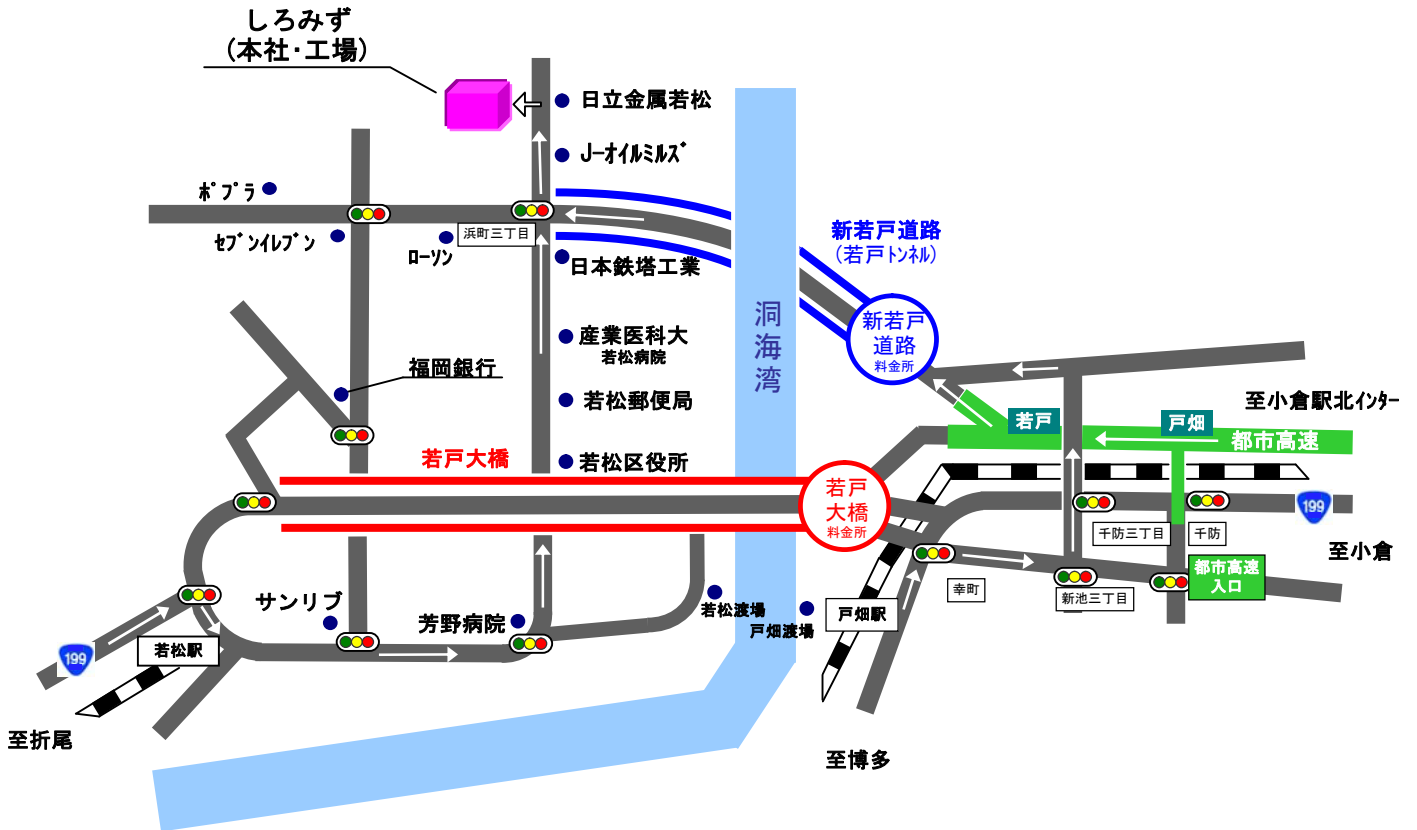 しろみず
(本社・工場)
日立金属若松
J-オイルミルズ
ポプラ
セブンイレブン
ローソン
浜町三丁目
日本鉄塔工業
新若戸道路
(若戸トンネル)
新若戸
道路
料金所
洞海湾
産業医科大
若松病院
福岡銀行
若松郵便局
若松区役所
若戸大橋
若戸
大橋
料金所
至小倉駅北インター
若戸
戸畑
都市高速
199
千防三丁目
千防
至小倉
都市高速
入口
幸町
新池三丁目
戸畑駅
戸畑渡場
若松渡場
サンリブ
芳野病院
若松駅
199
至折尾
至博多